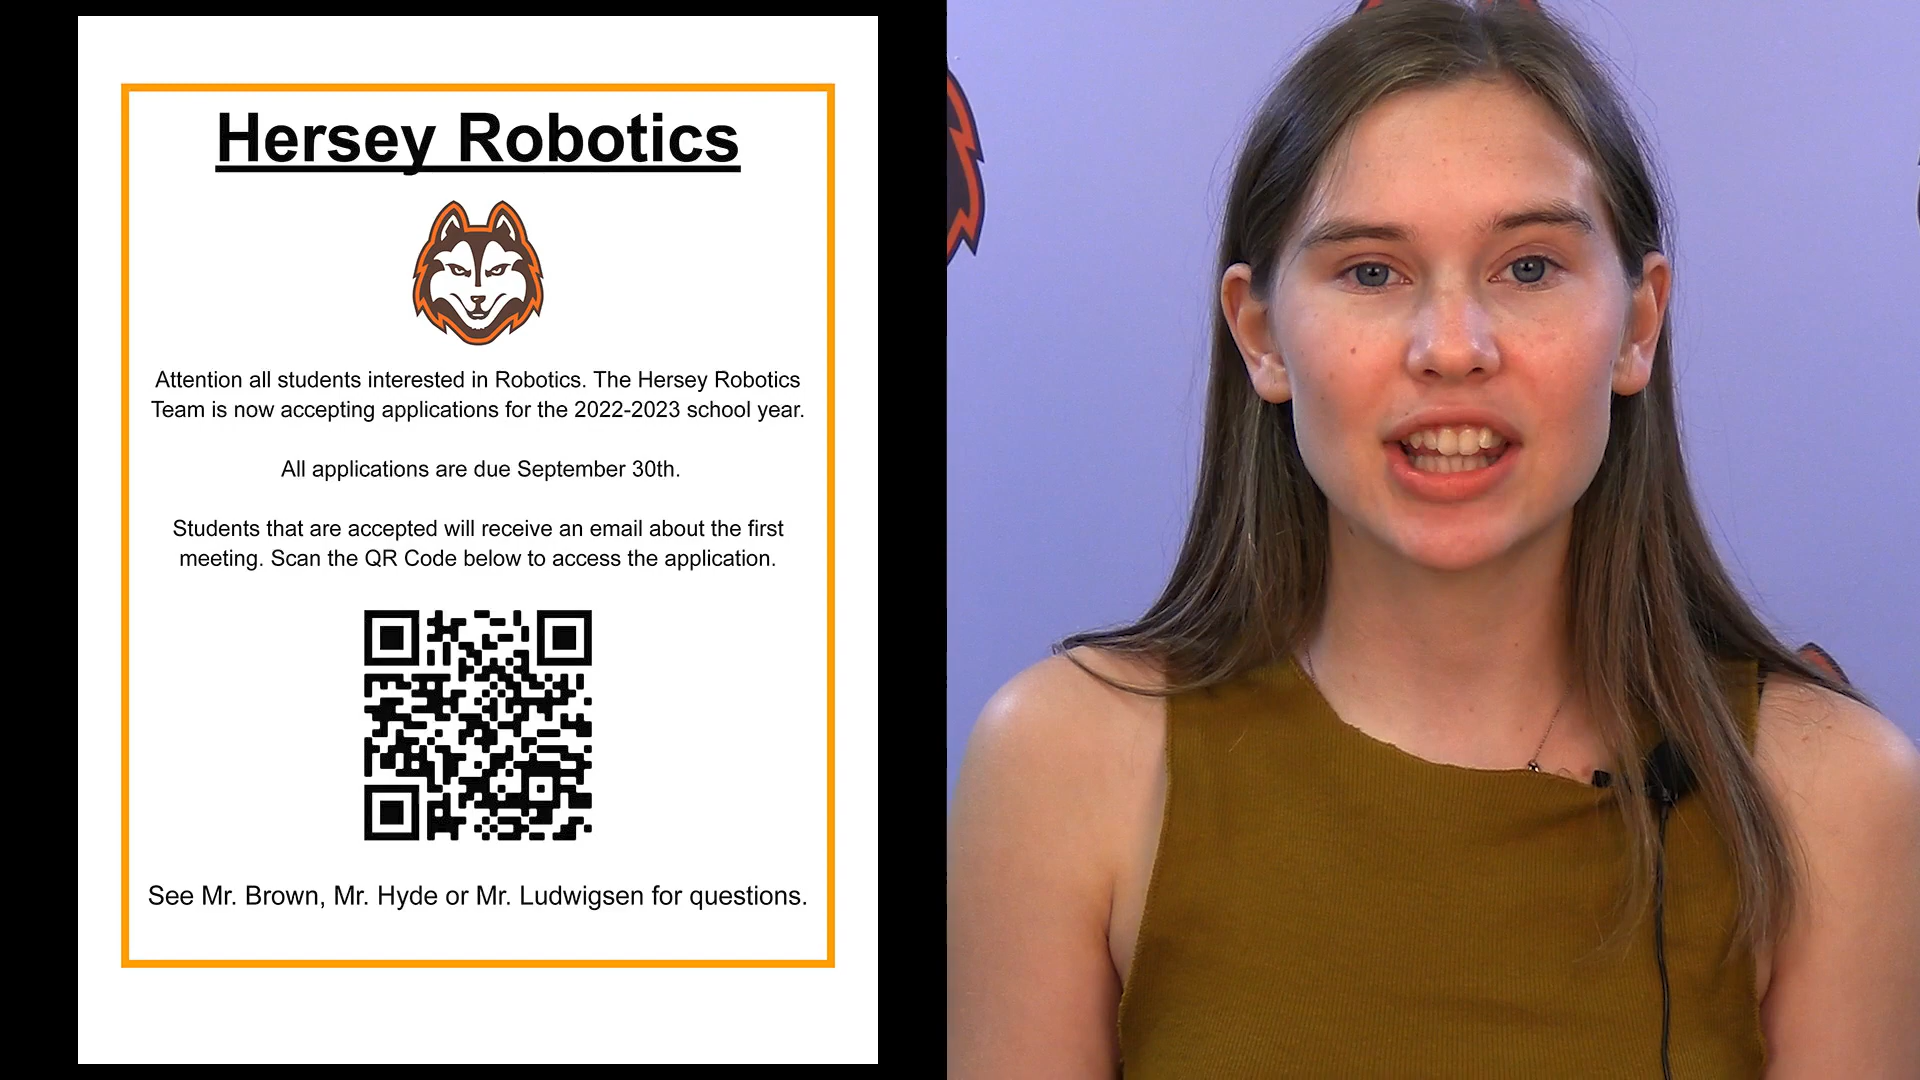 Hersey Robotics
Attention all students interested in Robotics. The Hersey Robotics
Team is now accepting applications for the 2022-2023 school year.
All applications are due September 30th.
Students that are accepted will receive an email about the first
meeting. Scan the QR Code below to access the application.
See Mr. Brown, Mr. Hyde or Mr. Ludwigsen for questions.